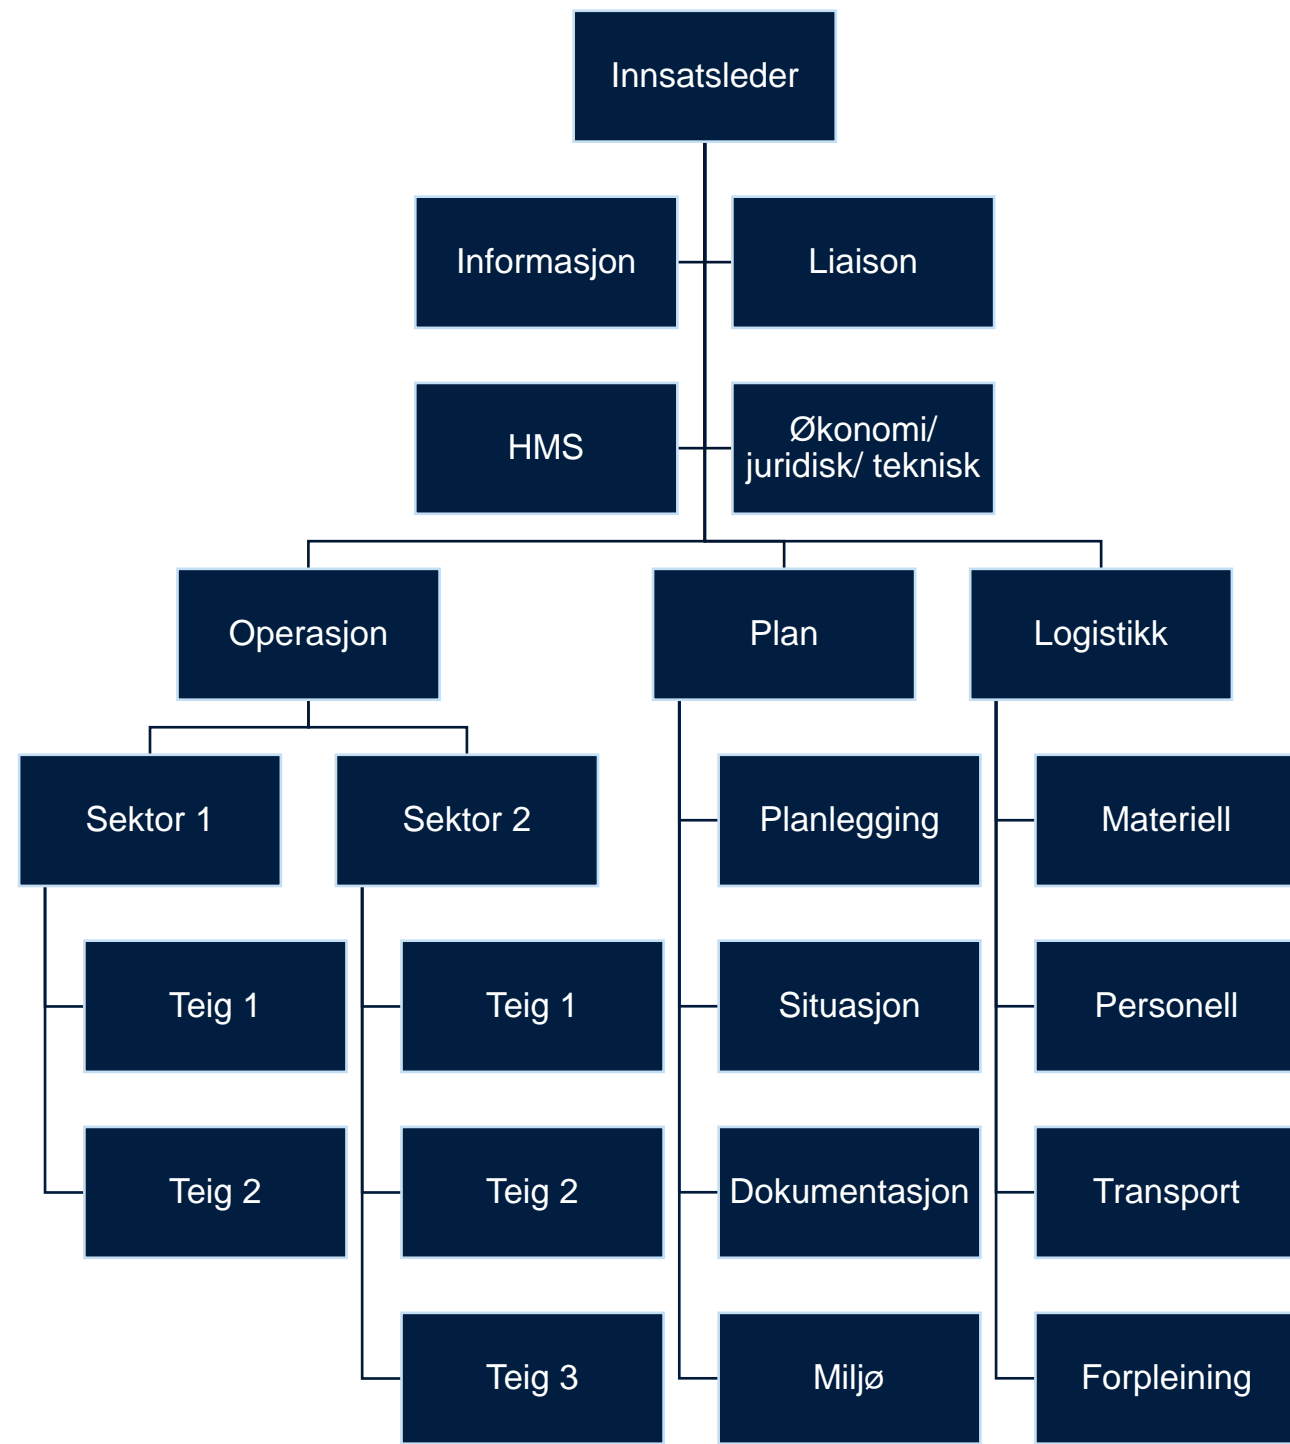 Innsatsleder
Informasjon
Liaison
HMS
Økonomi/
juridisk/ teknisk
Operasjon
Plan
Logistikk
Sektor 1
Sektor 2
Planlegging
Materiell
Teig 1
Teig 1
Situasjon
Personell
Teig 2
Teig 2
Dokumentasjon
Transport
Teig 3
Miljø
Forpleining